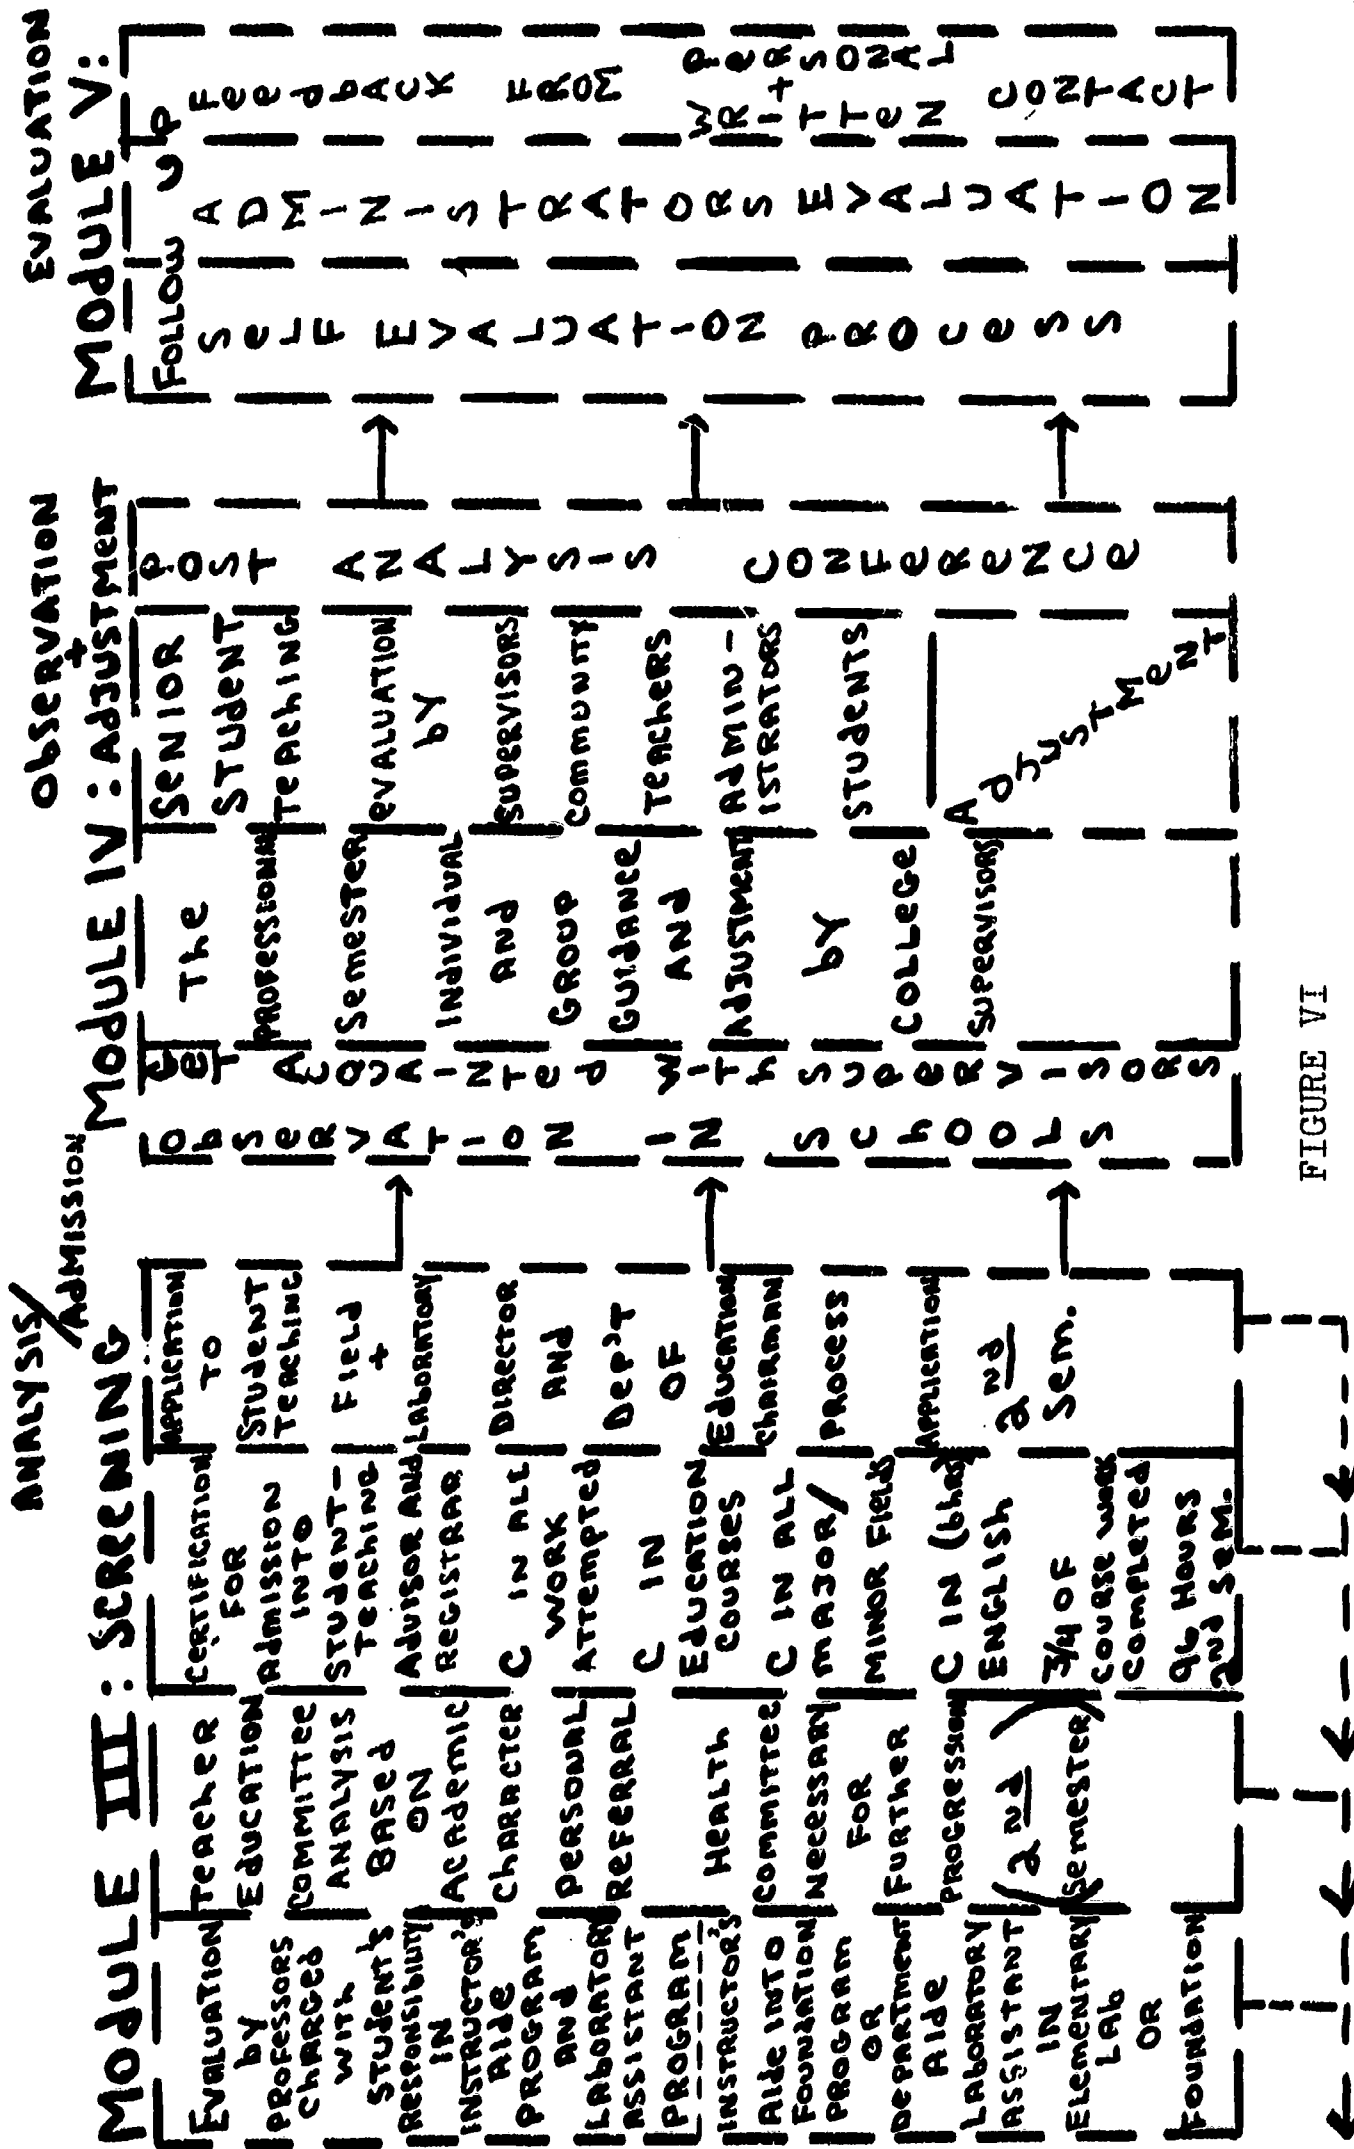 ANALYSIS/
AdMISSION
ModULE III : SCREENING
EVALUATION
by
PROFESSORS
ChARGEd
WITh
STUdENT'S
RESPONSIbILITY
IN
INSTRUCTOR'S
AIdE
PROGRAM
ANd
LAbORATORY
ASSISTANT
PROGRAM
INSTRUCTOR'S
AIdE INTO
FOUNdATION
PROGRAM
OR
dEPARTMENT
AIdE
LAbORATORY
ASSISTANT
IN
ELEMENTARY
LAb
OR
FOUNdATION
TEACHER
EdUCATION
COMMITTEE
ANALYSIS
BASEd
ON
ACAdEMIC
ChARACTER
PERSONAL
REFERRAL
HEALTh
COMMITTEE
NECESSARY
FOR
FURThER
PROGRESSION
(2nd
SEMESTER)
CERTIFICATION
FOR
AdMISSION
INTO
STUdENT-
TEAChING
AdVISOR ANd
REGISTRAR
C IN ALL
WORK
ATTEMPTEd
C IN
EdUCATION
COURSES
C IN ALL
MAJOR/
MINOR FIELdS
C IN (6hrs)
ENGLISH
3/4 OF
COURSE WORK
COMPLETEd
96 HOURS
2nd SEM.
APPLICATION
TO
STUdENT
TEAChING
FIELd
+
LAbORATORY
DIRECTOR
ANd
DEP'T
OF
EdUCATION
ChAIRMAN
PROCESS
APPLICATION
2nd
Sem.
ObSERVATION
+
ModULE IV : AdJUSTMENT
ObSERVATION IN SChOOLS
GET ACQUAINTEd WITh SUPERVISORS
The
PROFESSIONAL
SEMESTER
INdIVIdUAL
ANd
GROUP
GUIdANCE
ANd
AdJUSTMENT
bY
COLLEGE
SUPERVISORS
SENIOR
STUdENT
TEAChING
EVALUATION
bY
SUPERVISORS
COMMUNITY
TEAChERS
AdMIN-
ISTRATORS
STUdENTS
AdJUSTMENT
POST ANALYSIS CONFERENCE
EVALUATION
ModULE V:
FOLLOW UP
SELF EVALUATION PROCESS
ADMINISTRATORS EVALUATION
FEEdbACK FROM WRITTEN + PERSONAL CONTACT
FIGURE VI